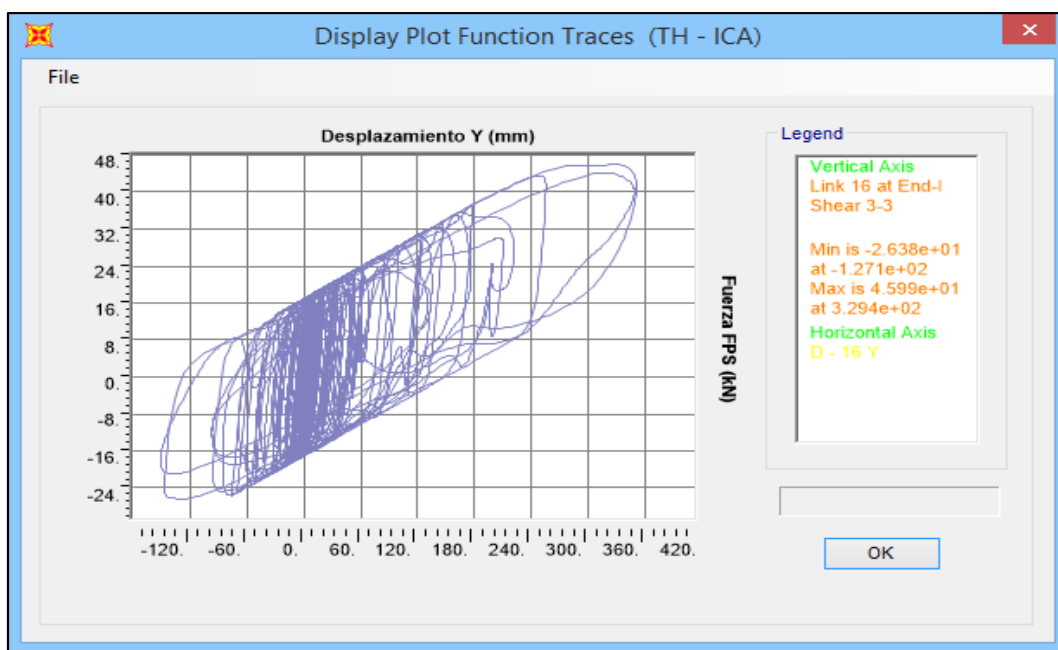 Display Plot Function Traces (TH - ICA)
File
Desplazamiento Y (mm)
48.
40.
32.
24.
16.
8.
0.
-8.
-16.
-24.
-120. -60. 0. 60. 120. 180. 240. 300. 360. 420.
Fuerza FPS (kN)
Legend
Vertical Axis
Link 16 at End-I
Shear 3-3
Min is -2.638e+01
at -1.271e+02
Max is 4.599e+01
at 3.294e+02
Horizontal Axis
D - 16 Y
OK